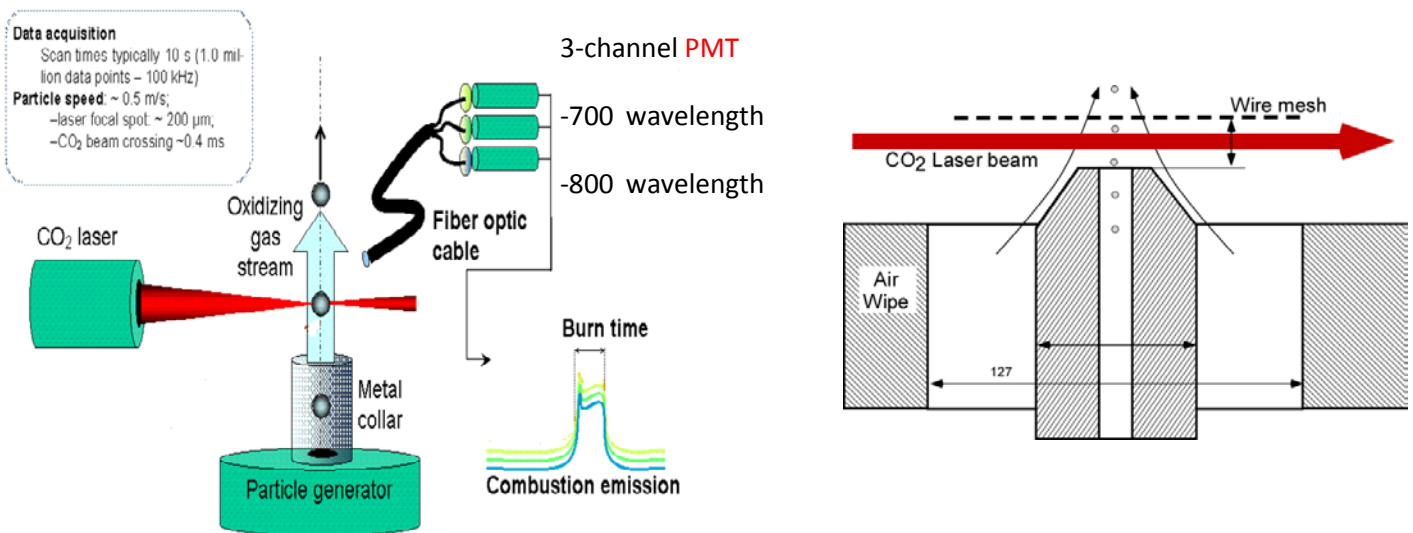 Data acquisition
Scan times typically 10 s (1.0 mil-
lion data points – 100 kHz)
Particle speed: ~ 0.5 m/s;
–laser focal spot: ~ 200 µm;
–CO₂ beam crossing ~0.4 ms
3-channel PMT
-700 wavelength
-800 wavelength
Oxidizing
gas
stream
Fiber optic
cable
CO₂ laser
Burn time
Metal
collar
Particle generator
Combustion emission
Wire mesh
CO₂ Laser beam
Air
Wipe
127